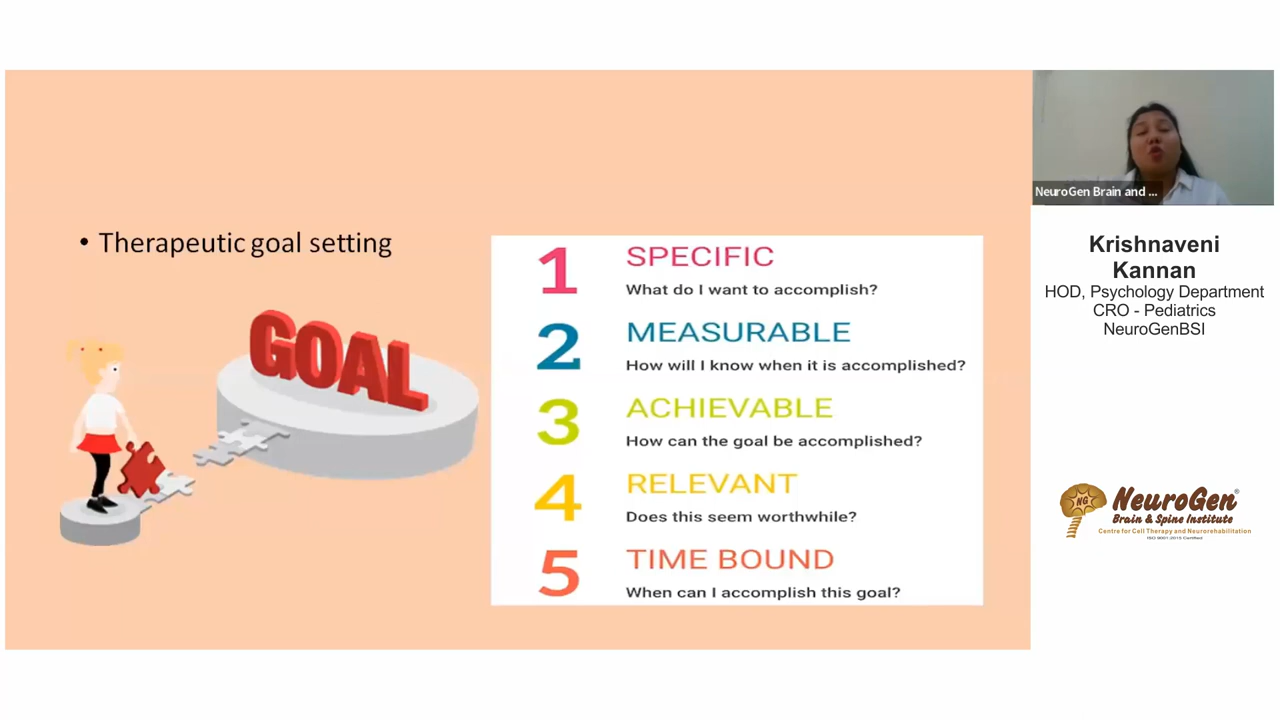 • Therapeutic goal setting
GOAL
1
SPECIFIC
What do I want to accomplish?
2
MEASURABLE
How will I know when it is accomplished?
3
ACHIEVABLE
How can the goal be accomplished?
4
RELEVANT
Does this seem worthwhile?
5
TIME BOUND
When can I accomplish this goal?
NeuroGen Brain and ...
Krishnaveni
Kannan
HOD, Psychology Department
CRO - Pediatrics
NeuroGenBSI
NG
NeuroGen®
Brain & Spine Institute
Centre for Cell Therapy and Neurorehabilitation